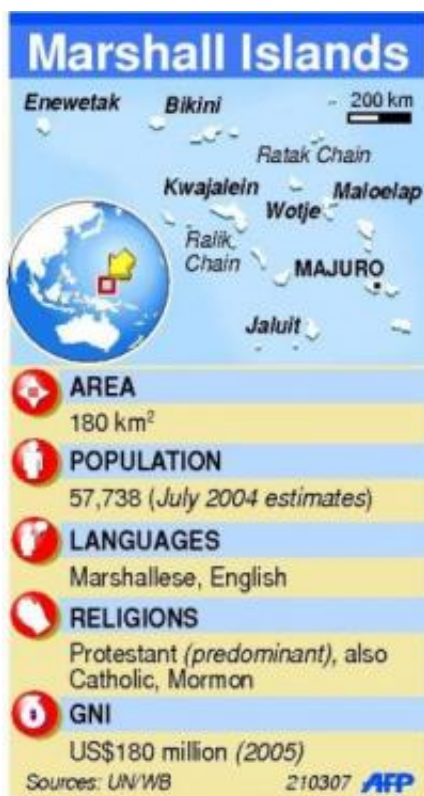 Marshall Islands
Enewetak
Bikini
200 km
Ratak Chain
Kwajalein
Maloelap
Wotje
Ralik
Chain
MAJURO
Jaluit
AREA
180 km²
POPULATION
57,738 (July 2004 estimates)
LANGUAGES
Marshallese, English
RELIGIONS
Protestant (predominant), also
Catholic, Mormon
GNI
US$180 million (2005)
Sources: UN/WB
210307 AFP